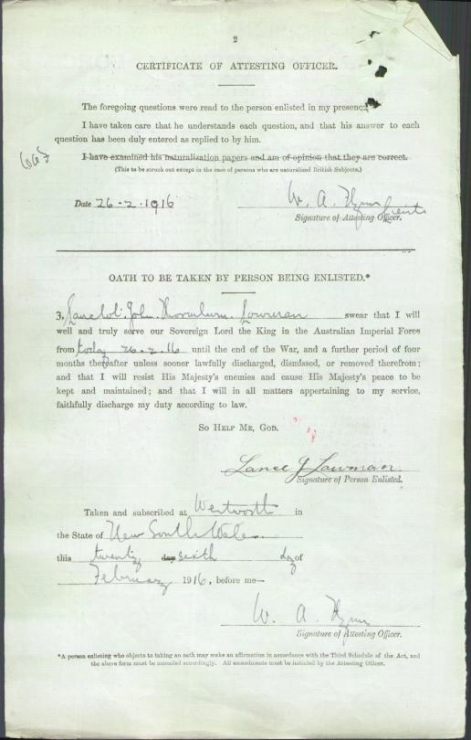 2
CERTIFICATE OF ATTESTING OFFICER.
The foregoing questions were read to the person enlisted in my presence.
I have taken care that he understands each question, and that his answer to each
question has been duly entered as replied to by him.
I have examined his naturalization papers and am of opinion that they are correct.
(This to be struck out except in the case of persons who are naturalized British Subjects.)
Date 26-2-1916
W. A. Flynn Lieut
Signature of Attesting Officer.
OATH TO BE TAKEN BY PERSON BEING ENLISTED.*
3. Lancelot John Lowman swear that I will
well and truly serve our Sovereign Lord the King in the Australian Imperial Force
from today 26-2-16 until the end of the War, and a further period of four
months thereafter unless sooner lawfully discharged, dismissed, or removed therefrom;
and that I will resist His Majesty's enemies and cause His Majesty's peace to be
kept and maintained; and that I will in all matters appertaining to my service,
faithfully discharge my duty according to law.
SO HELP ME, GOD.
Lance J Lowman
Signature of Person Enlisted.
Taken and subscribed at Wentworth in
the State of New South Wales
this twenty sixth day of
February 1916, before me—
W. A. Flynn
Signature of Attesting Officer.
*A person enlisting who objects to taking an oath may make an affirmation in accordance with the Third Schedule of the Act, and
the above form must be amended accordingly. All amendments must be initialed by the Attesting Officer.